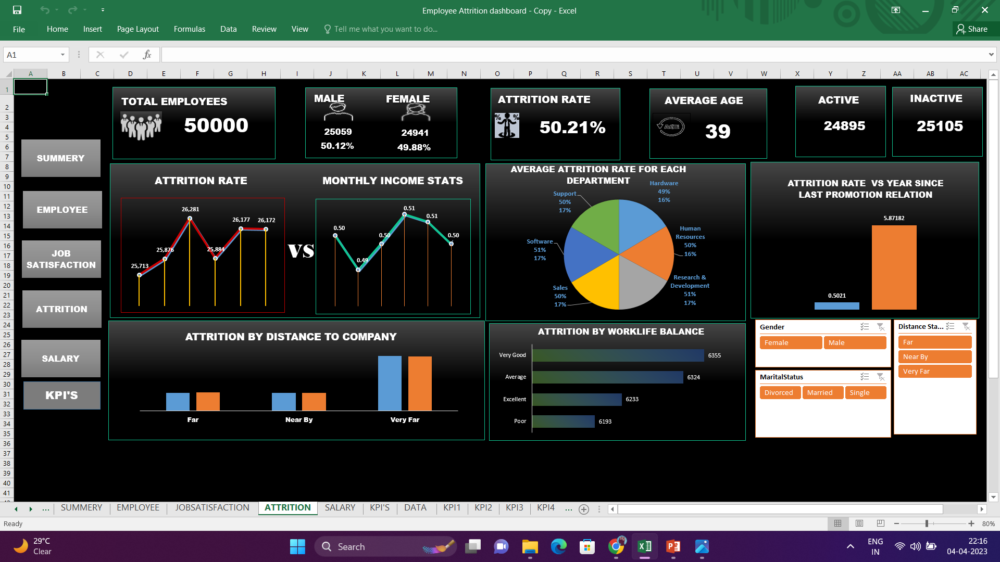 Employee Attrition dashboard - Copy - Excel
File Home Insert Page Layout Formulas Data Review View Tell me what you want to do... Share
A1 fx
A B C D E F G H I J K L M N O P Q R S T U V W X Y Z AA AB AC
1
2
3
4
5
6
7
8
9
10
11
12
13
14
15
16
17
18
19
20
21
22
23
24
25
26
27
28
29
30
31
32
33
34
35
36
37
38
39
40
41
SUMMERY
EMPLOYEE
JOB
SATISFACTION
ATTRITION
SALARY
KPI'S
TOTAL EMPLOYEES
50000
MALE FEMALE
25059 24941
50.12% 49.88%
ATTRITION RATE
% %
50.21%
AVERAGE AGE
AGE
39
ACTIVE
24895
INACTIVE
25105
ATTRITION RATE
25,713 25,876 26,281 25,884 26,177 26,172
VS
MONTHLY INCOME STATS
0.50 0.49 0.50 0.51 0.51 0.50
AVERAGE ATTRITION RATE FOR EACH
DEPARTMENT
Hardware
49%
16%
Human
Resources
50%
16%
Research &
Development
51%
17%
Sales
50%
17%
Software
51%
17%
Support
50%
17%
ATTRITION RATE VS YEAR SINCE
LAST PROMOTION RELATION
0.5021 5.87182
ATTRITION BY DISTANCE TO COMPANY
Far Near By Very Far
ATTRITION BY WORKLIFE BALANCE
Very Good 6355
Average 6324
Excellent 6233
Poor 6193
Gender
Female Male
MaritalStatus
Divorced Married Single
Distance Sta...
Far
Near By
Very Far
... SUMMERY EMPLOYEE JOBSATISFACTION ATTRITION SALARY KPI'S DATA KPI1 KPI2 KPI3 KPI4 ...
Ready 80%
29°C
Clear
Search
ENG
IN
22:16
04-04-2023